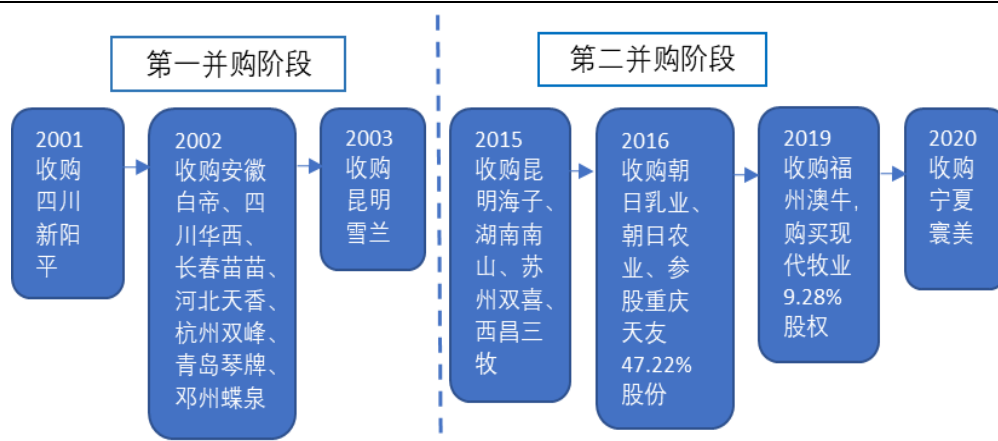 第一并购阶段
第二并购阶段
2001
收购
四川
新阳
平
2002
收购安徽
白帝、四
川华西、
长春苗苗、
河北天香、
杭州双峰、
青岛琴牌、
邓州蝶泉
2003
收购
昆明
雪兰
2015
收购昆
明海子、
湖南南
山、苏
州双喜、
西昌三
牧
2016
收购朝
日乳业、
朝日农
业、参
股重庆
天友
47.22%
股份
2019
收购福
州澳牛,
购买现
代牧业
9.28%
股权
2020
收购
宁夏
寰美